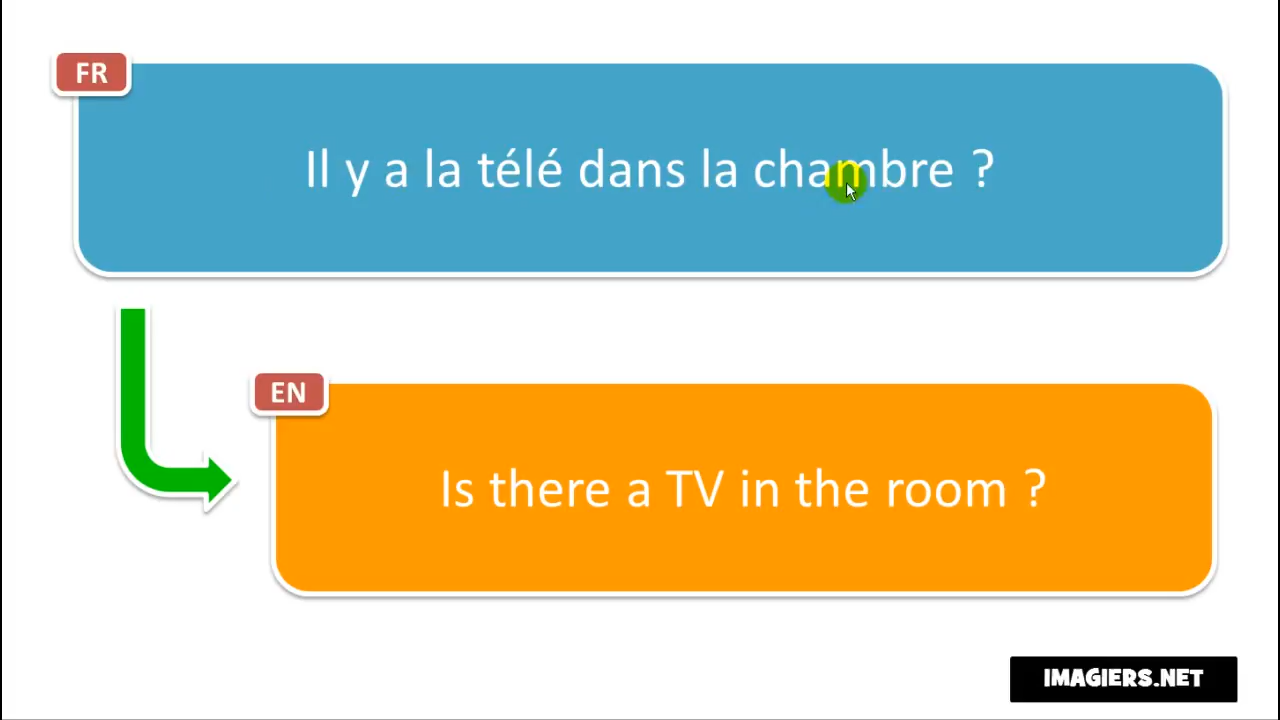 FR
Il y a la télé dans la chambre ?
EN
Is there a TV in the room ?
IMAGIERS.NET